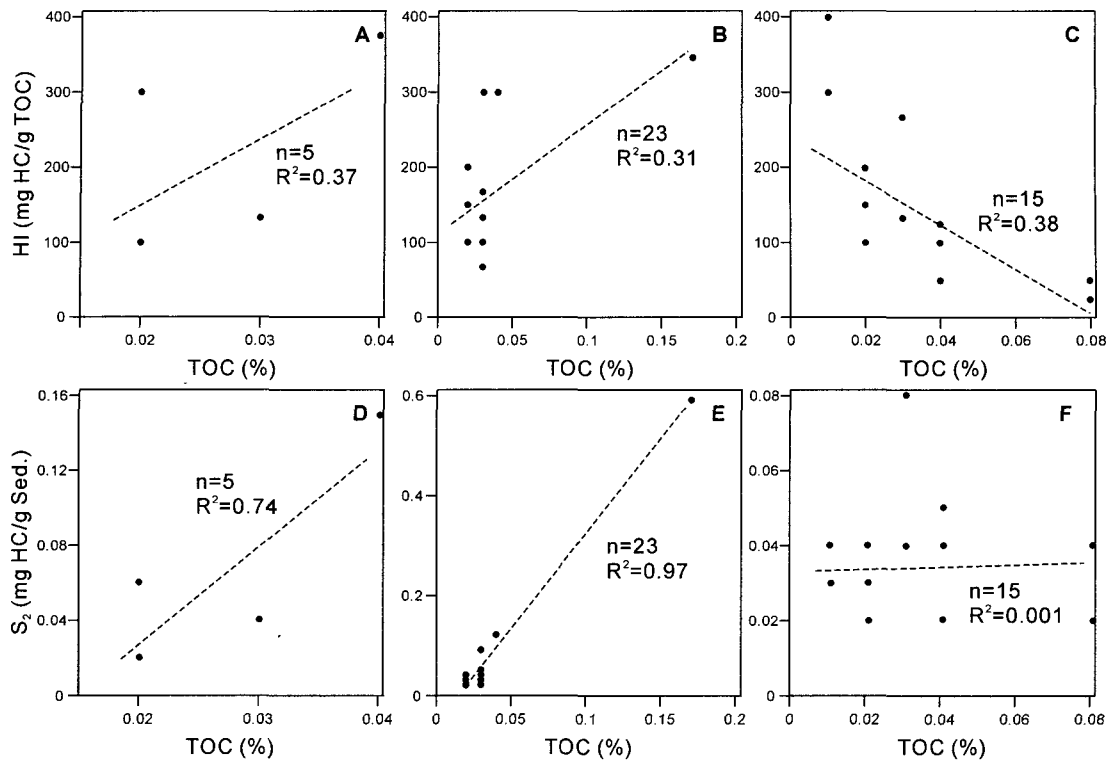 A
B
C
HI (mg HC/g TOC)
400
300
200
100
0
n=5
R²=0.37
0.02
0.03
0.04
TOC (%)
400
300
200
100
0
n=23
R²=0.31
0
0.05
0.1
0.15
0.2
TOC (%)
400
300
200
100
0
n=15
R²=0.38
0
0.02
0.04
0.06
0.08
TOC (%)
D
E
F
S₂ (mg HC/g Sed.)
0.16
0.12
0.08
0.04
0
n=5
R²=0.74
0.02
0.03
0.04
TOC (%)
0.6
0.4
0.2
0
n=23
R²=0.97
0
0.05
0.1
0.15
0.2
TOC (%)
0.08
0.06
0.04
0.02
0
n=15
R²=0.001
0
0.02
0.04
0.06
0.08
TOC (%)